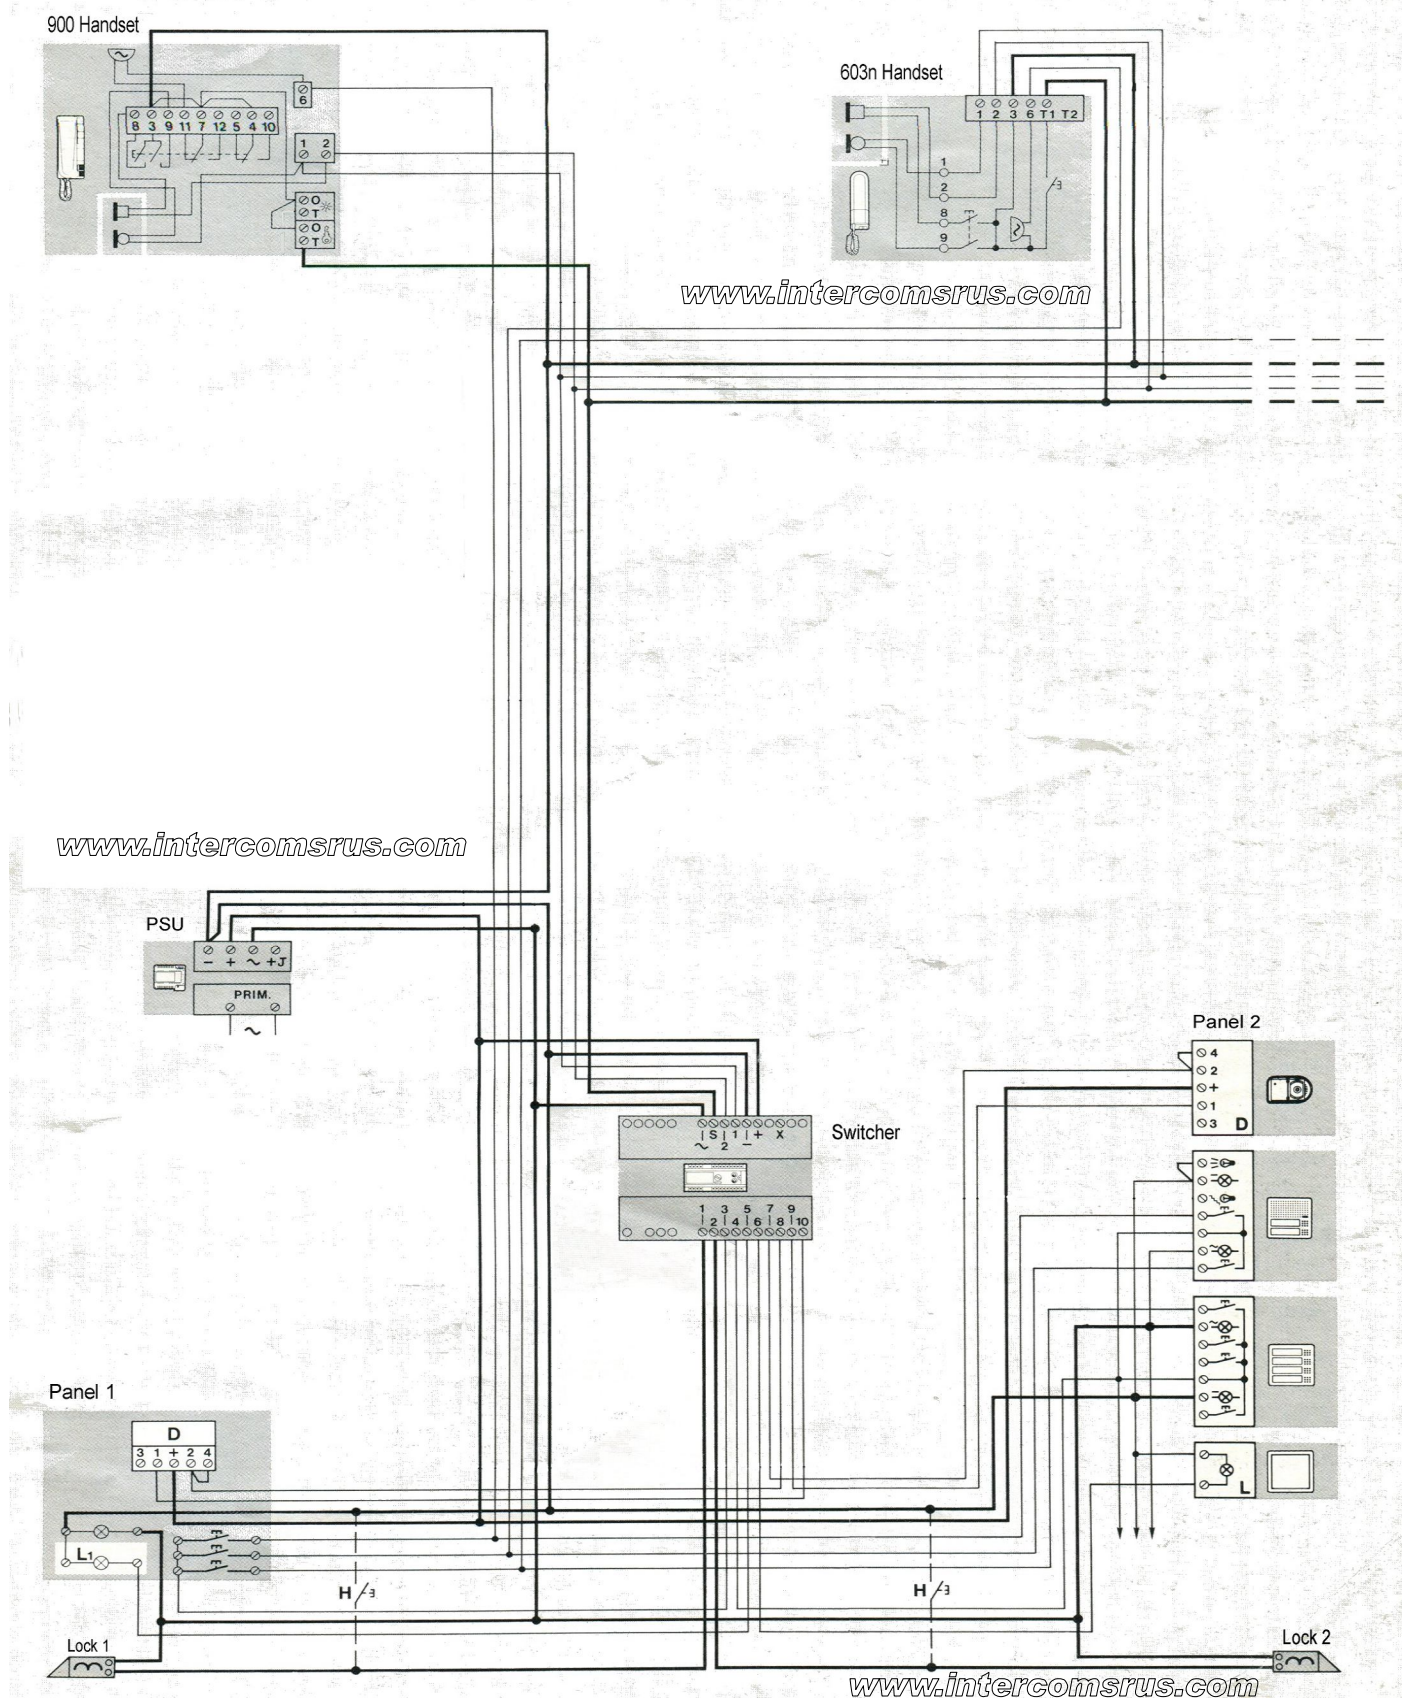 900 Handset
6
8 3 9 11 7 12 5 4 10
1 2
O
T
O
T
603n Handset
1 2 3 6 T1 T2
1
2
8
9
www.intercomsrus.com
www.intercomsrus.com
PSU
- + ~ +J
PRIM.
~
Panel 2
4
2
+
1
3 D
S 1 + X
~ 2 -
Switcher
1 3 5 7 9
2 4 6 8 10
E
E
E
E
E
E
L
Panel 1
D
3 1 + 2 4
L1
E
E
E
H E
H E
Lock 1
Lock 2
www.intercomsrus.com